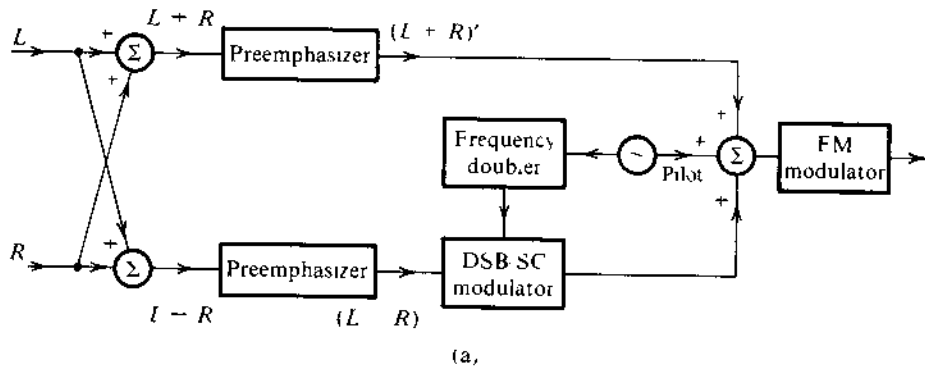 L + R
(L + R)'
L
+
Σ
Preemphasizer
+
+
Frequency
doubler
~
+
Pilot
Σ
FM
modulator
+
R
+
Σ
Preemphasizer
DSB SC
modulator
L - R
(L R)
(a,